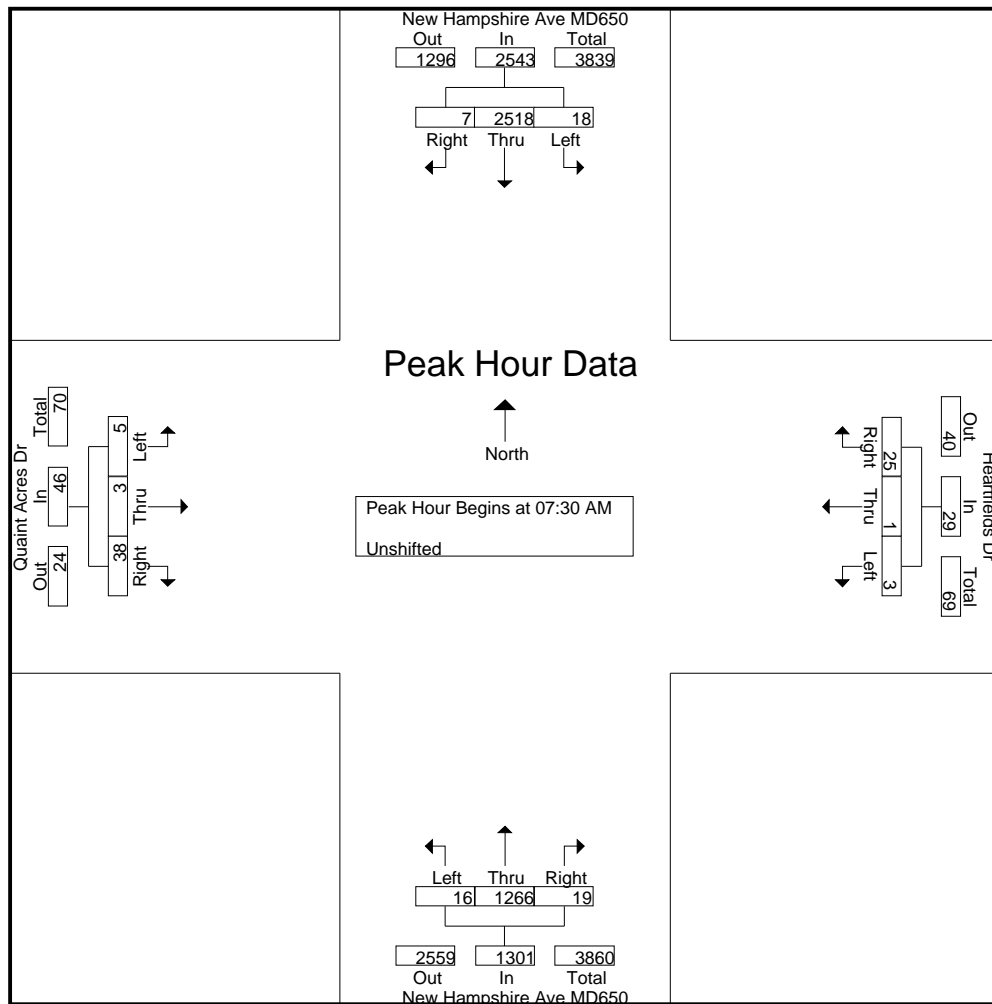 New Hampshire Ave MD650
Out In Total
1296 2543 3839
7 2518 18
Right Thru Left
Peak Hour Data
North
Peak Hour Begins at 07:30 AM
Unshifted
Quaint Acres Dr
Out In Total
24 46 70
38 3 5
Right Thru Left
Heartfields Dr
Out In Total
40 29 69
25 1 3
Right Thru Left
Left Thru Right
16 1266 19
2559 1301 3860
Out In Total
New Hampshire Ave MD650